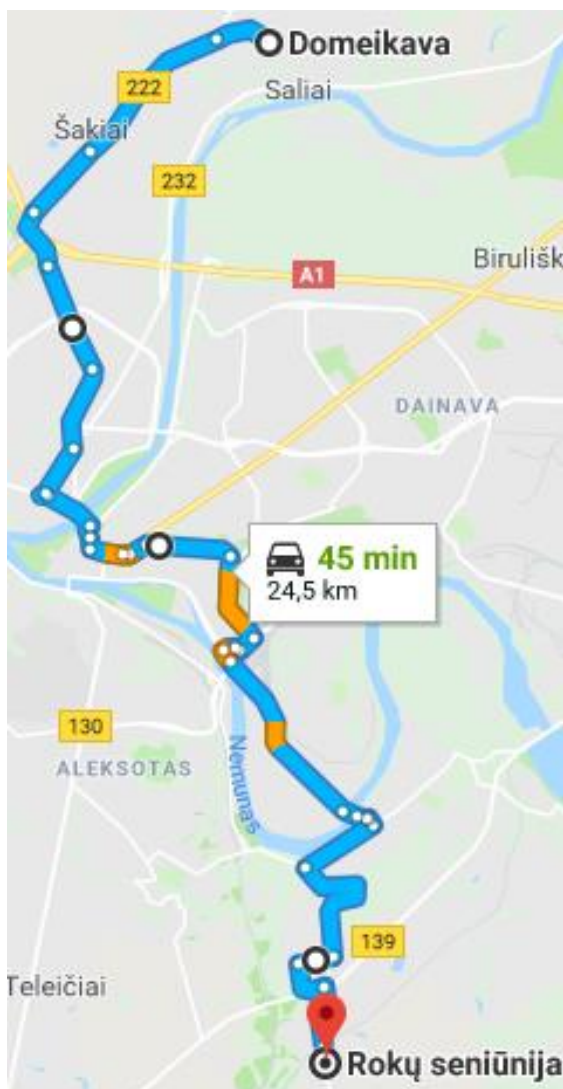 Domeikava
Saliai
222
Šakiai
232
Birulišk
A1
DAINAVA
45 min
24,5 km
130
ALEKSOTAS
Nemunas
139
Teleičiai
Rokų seniūnija